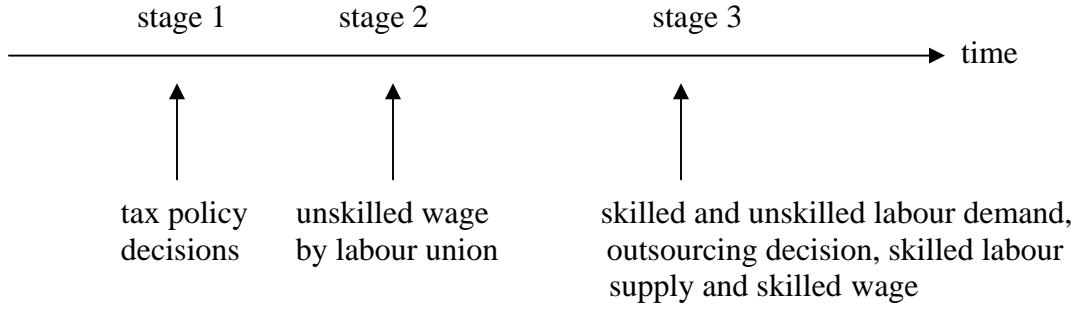 stage 1 stage 2 stage 3
time
tax policy unskilled wage skilled and unskilled labour demand,
decisions by labour union outsourcing decision, skilled labour
supply and skilled wage